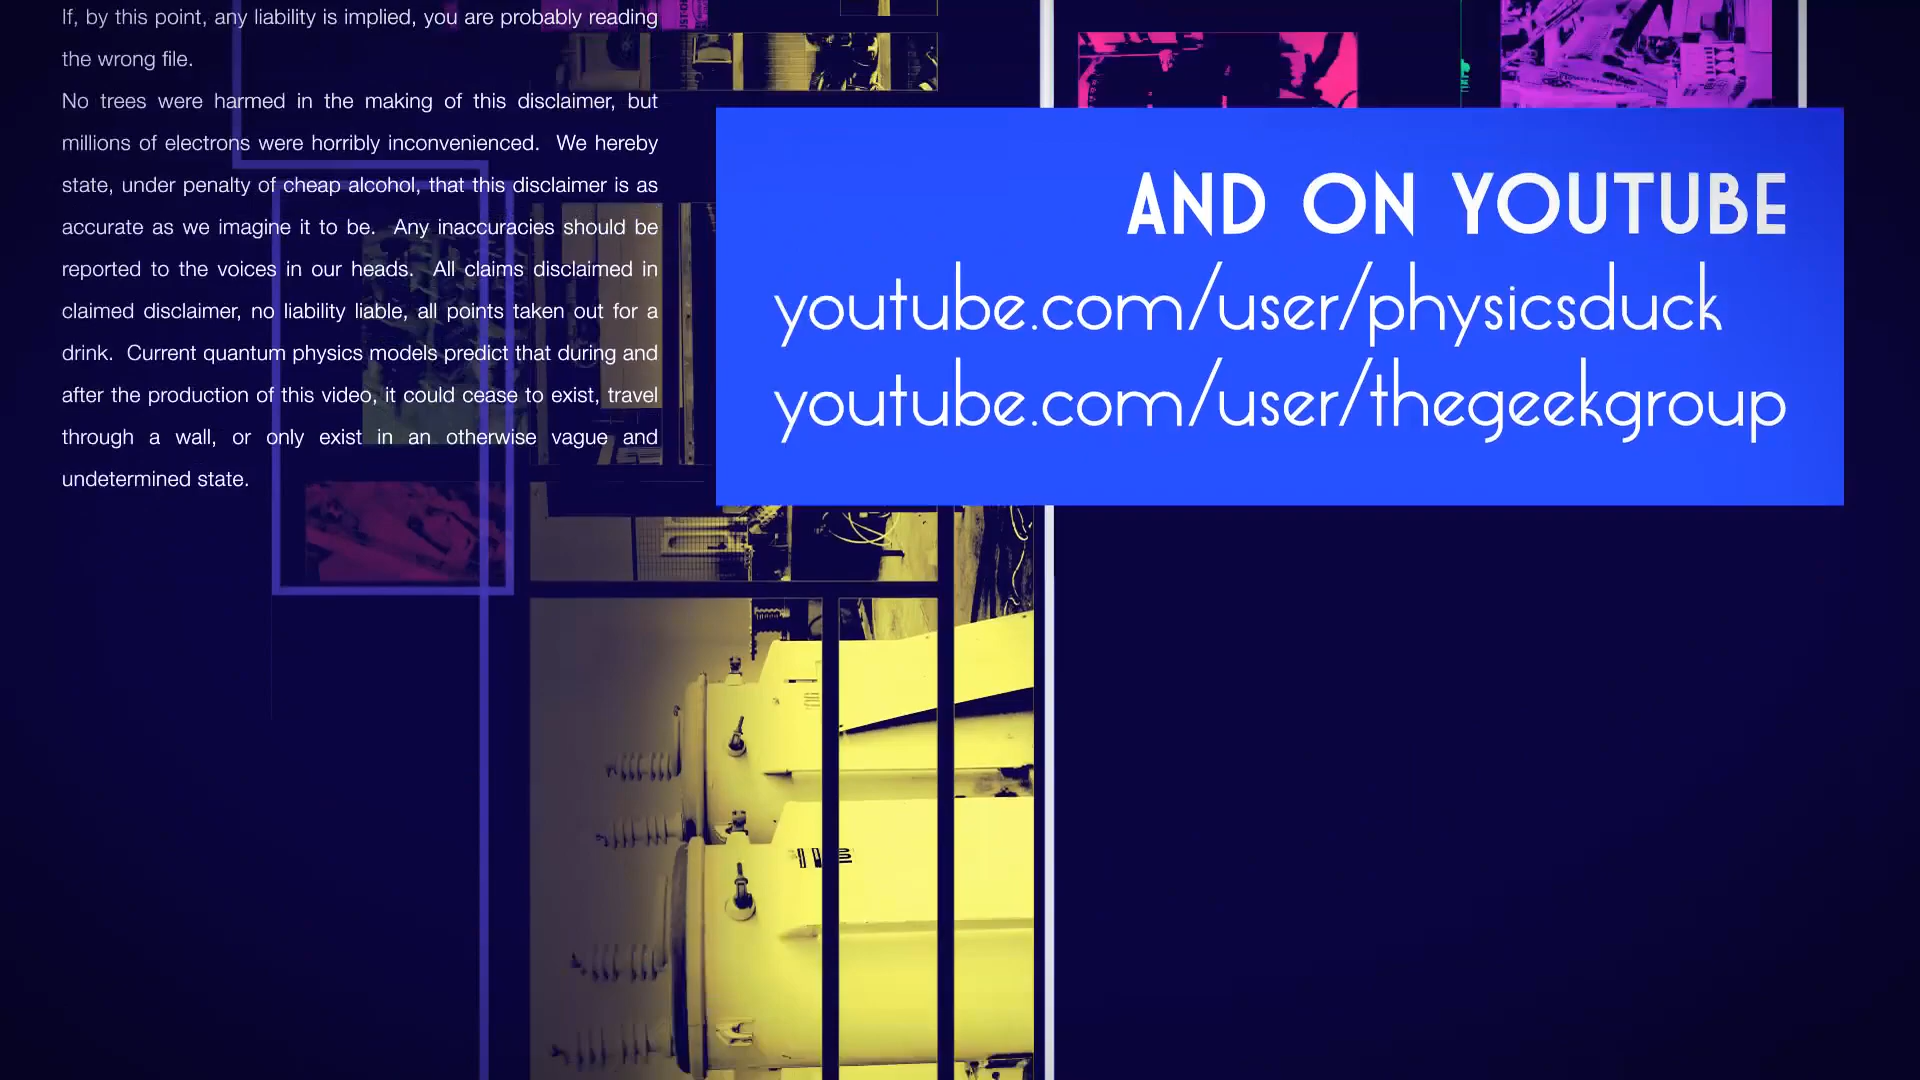 If, by this point, any liability is implied, you are probably reading
the wrong file.
No trees were harmed in the making of this disclaimer, but
millions of electrons were horribly inconvenienced. We hereby
state, under penalty of cheap alcohol, that this disclaimer is as
accurate as we imagine it to be. Any inaccuracies should be
reported to the voices in our heads. All claims disclaimed in
claimed disclaimer, no liability liable, all points taken out for a
drink. Current quantum physics models predict that during and
after the production of this video, it could cease to exist, travel
through a wall, or only exist in an otherwise vague and
undetermined state.
AND ON YOUTUBE
youtube.com/user/physicsduck
youtube.com/user/thegeekgroup